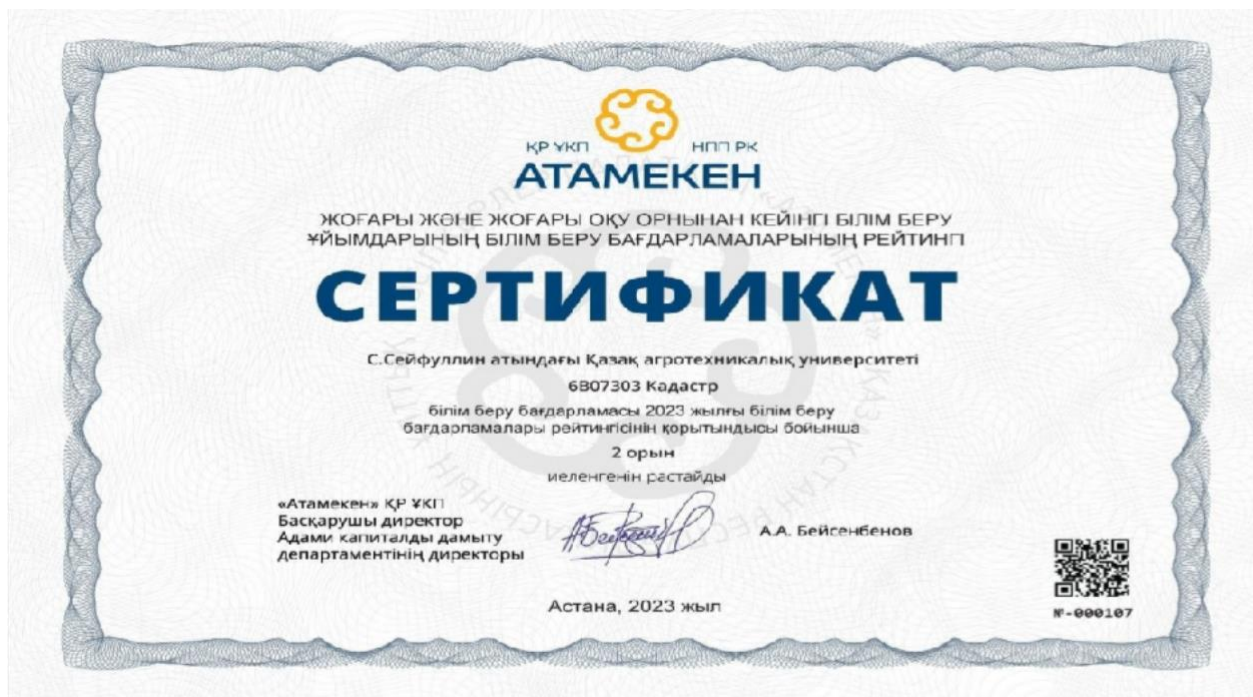 ҚР ҰКП НПП РК
АТАМЕКЕН
ЖОҒАРЫ ЖӘНЕ ЖОҒАРЫ ОҚУ ОРНЫНАН КЕЙІНГІ БІЛІМ БЕРУ
ҰЙЫМДАРЫНЫҢ БІЛІМ БЕРУ БАҒДАРЛАМАЛАРЫНЫҢ РЕЙТИНГІ
СЕРТИФИКАТ
С.Сейфуллин атындағы Қазақ агротехникалық университеті
6B07303 Кадастр
білім беру бағдарламасы 2023 жылғы білім беру
бағдарламалары рейтингісінің қорытындысы бойынша
2 орын
иеленгенін растайды
«Атамекен» ҚР ҰКП
Басқарушы директор
Адами капиталды дамыту
департаментінің директоры
А.А. Бейсенбенов
Астана, 2023 жыл
№-000107